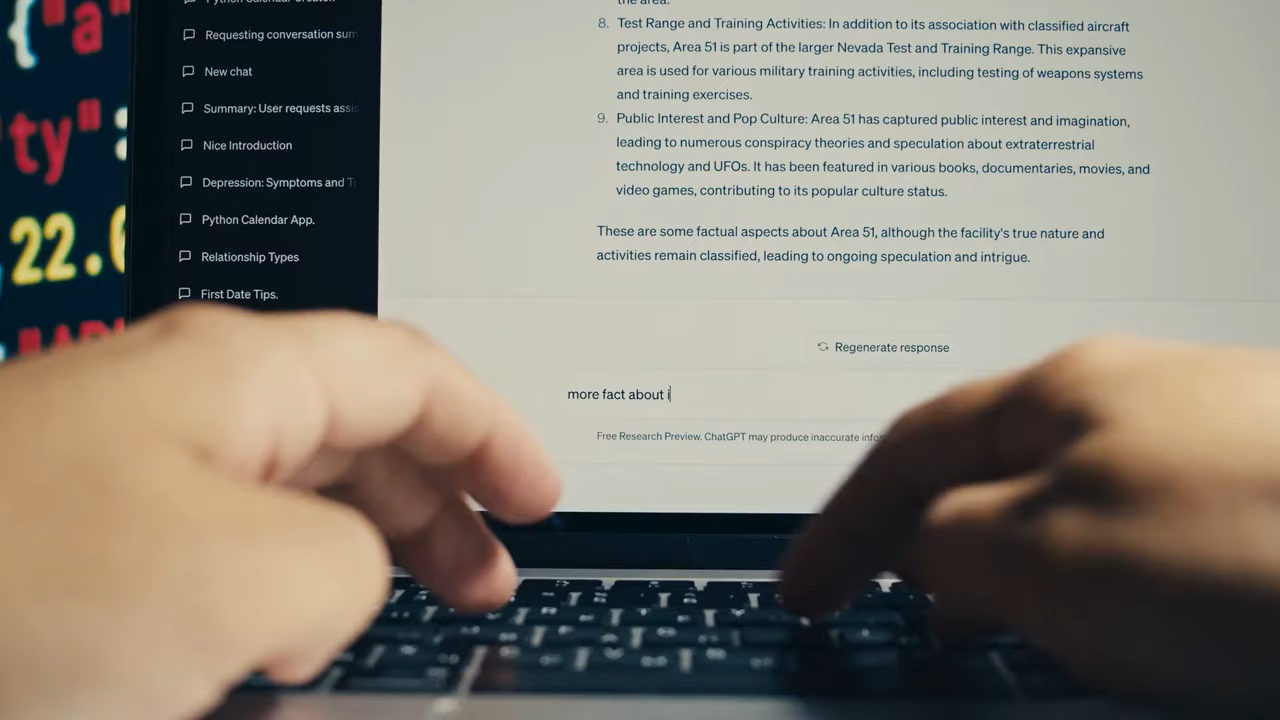 {"a"
ty":
22.6
Python Calendar
Requesting conversation sum
New chat
Summary: User requests assis
Nice Introduction
Depression: Symptoms and T
Python Calendar App.
Relationship Types
First Date Tips.
the area.
8. Test Range and Training Activities: In addition to its association with classified aircraft
projects, Area 51 is part of the larger Nevada Test and Training Range. This expansive
area is used for various military training activities, including testing of weapons systems
and training exercises.
9. Public Interest and Pop Culture: Area 51 has captured public interest and imagination,
leading to numerous conspiracy theories and speculation about extraterrestrial
technology and UFOs. It has been featured in various books, documentaries, movies, and
video games, contributing to its popular culture status.
These are some factual aspects about Area 51, although the facility's true nature and
activities remain classified, leading to ongoing speculation and intrigue.
Regenerate response
more fact about i
Free Research Preview. ChatGPT may produce inaccurate infor